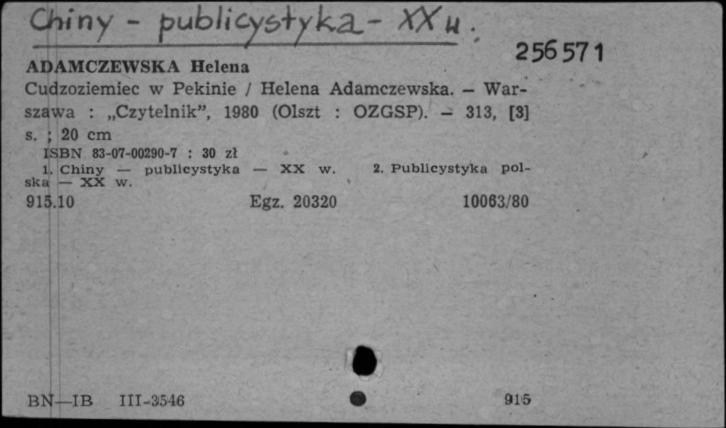 Chiny - publicystyka - XX w.
256571
ADAMCZEWSKA Helena
Cudzoziemiec w Pekinie / Helena Adamczewska. — War-
szawa : „Czytelnik”, 1980 (Olszt : OZGSP). — 313, [3]
s. ; 20 cm
ISBN 83-07-00290-7 : 30 zł
1. Chiny — publicystyka — XX w. 2. Publicystyka pol-
ska — XX w.
915.10 Egz. 20320 10063/80
BN—IB III-3546 915